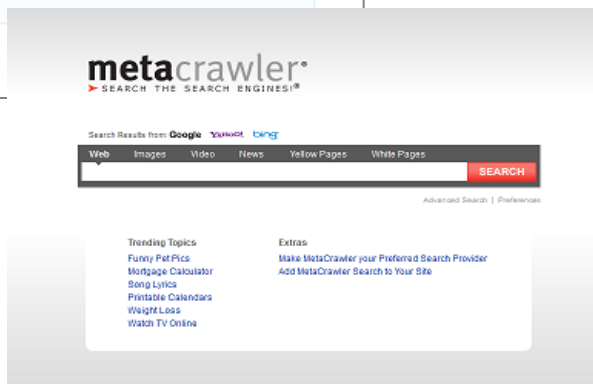 metacrawler
SEARCH THE SEARCH ENGINES!®
Search Results from: Google YAHOO! bing
Web Images Video News Yellow Pages White Pages
SEARCH
Advanced Search | Preferences
Trending Topics
Funny Pet Pics
Mortgage Calculator
Song Lyrics
Printable Calendars
Weight Loss
Watch TV Online
Extras
Make MetaCrawler your Preferred Search Provider
Add MetaCrawler Search to Your Site